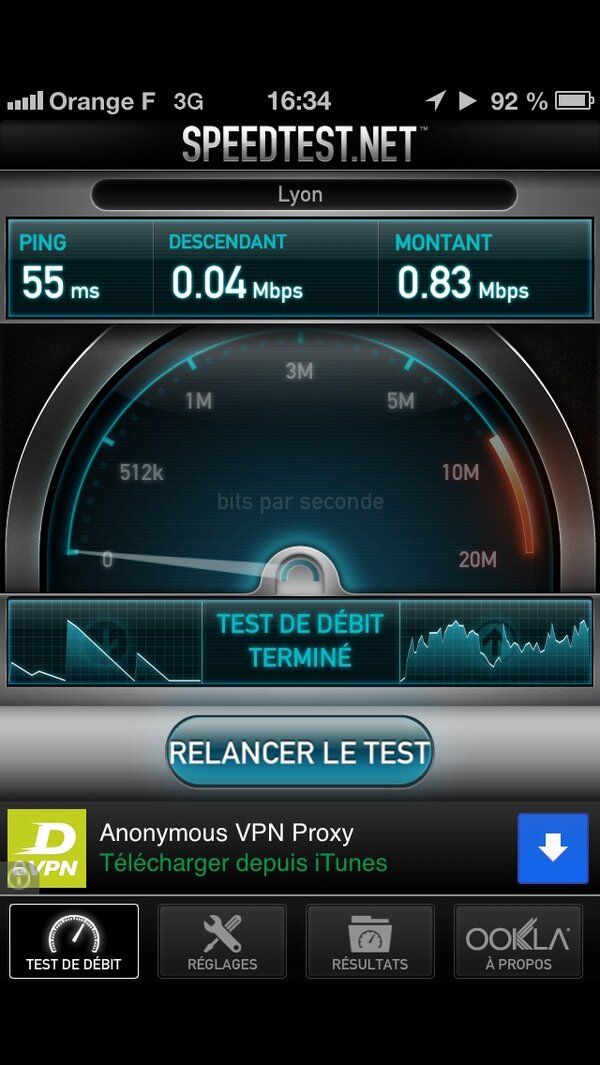 Orange F 3G 16:34 92 %
SPEEDTEST.NET™
Lyon
PING DESCENDANT MONTANT
55 ms 0.04 Mbps 0.83 Mbps
3M
1M 5M
512k 10M
bits par seconde
0 20M
TEST DE DÉBIT
TERMINÉ
RELANCER LE TEST
D
AVPN
Anonymous VPN Proxy
Télécharger depuis iTunes
OOKLA
TEST DE DÉBIT RÉGLAGES RÉSULTATS À PROPOS